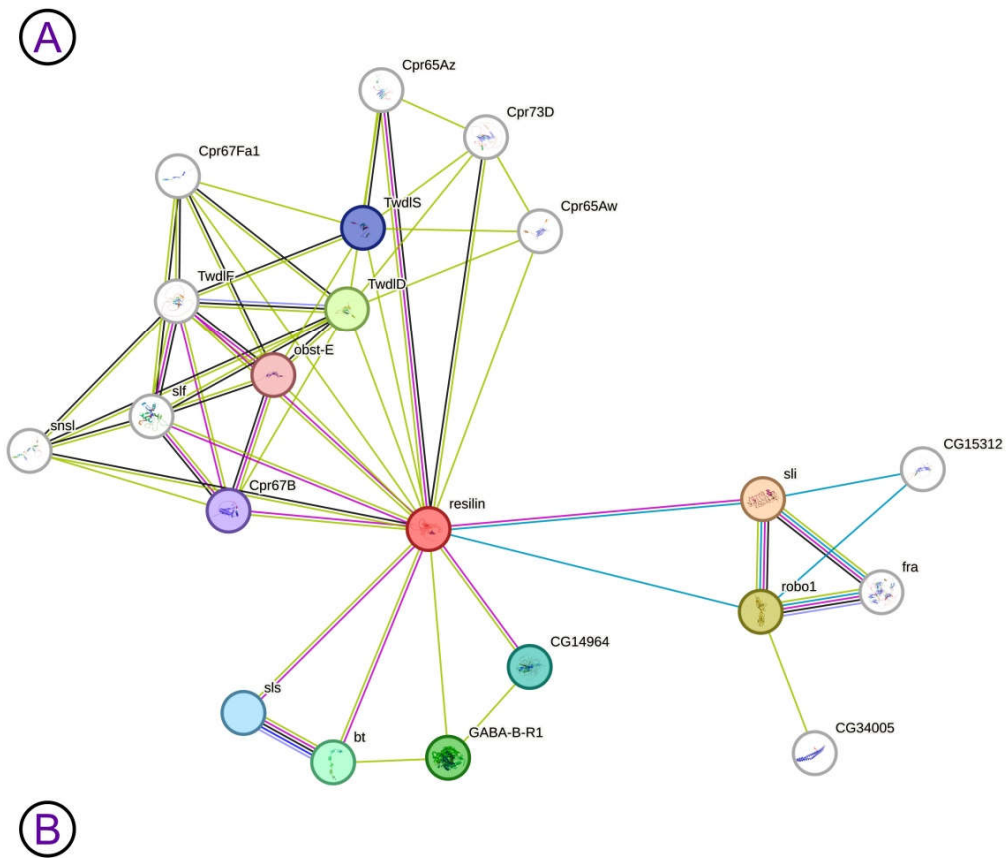 A
Cpr65Az
Cpr73D
Cpr67Fa1
TwdlS
Cpr65Aw
TwdlF
TwdlD
obst-E
slf
snsl
CG15312
sli
Cpr67B
resilin
fra
robo1
CG14964
sls
GABA-B-R1
bt
CG34005
B